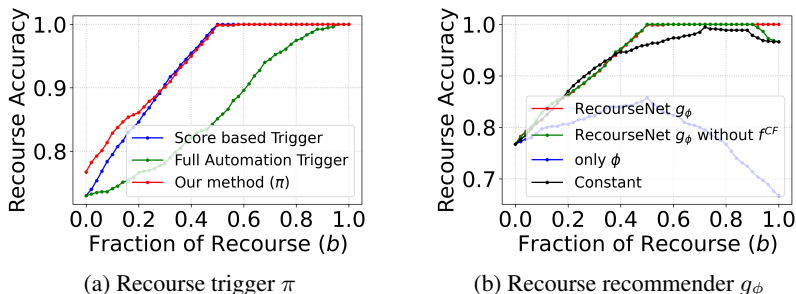 Recourse Accuracy
1.0
0.9
0.8
0.0 0.2 0.4 0.6 0.8 1.0
Fraction of Recourse (b)
Score based Trigger
Full Automation Trigger
Our method (π)
(a) Recourse trigger π
Recourse Accuracy
1.0
0.9
0.8
0.7
0.0 0.2 0.4 0.6 0.8 1.0
Fraction of Recourse (b)
RecourseNet gϕ
RecourseNet gϕ without f^CF
only ϕ
Constant
(b) Recourse recommender gϕ